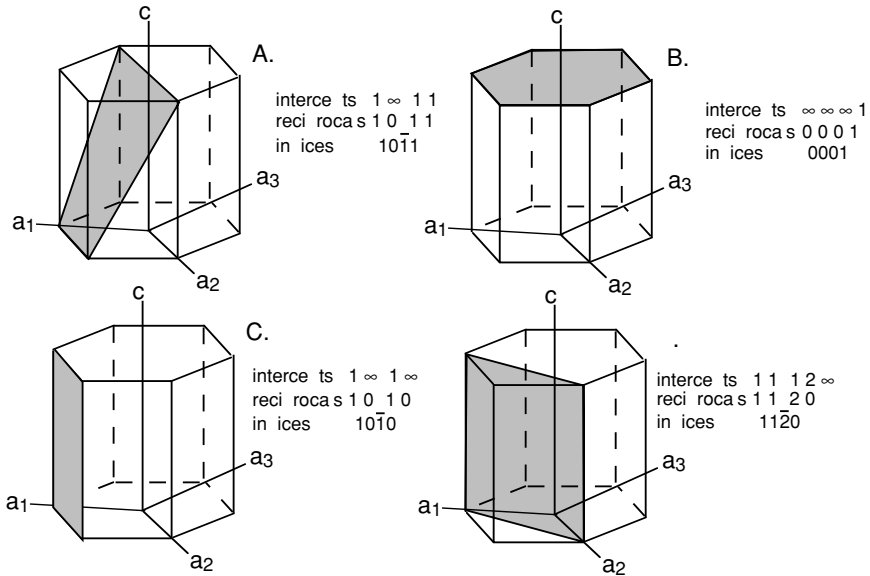 c
A.
interce ts 1 ∞ 1 1
reci roca s 1 0 1 1
in ices 101̅1
a3
a1
a2
c
B.
interce ts ∞ ∞ ∞ 1
reci roca s 0 0 0 1
in ices 0001
a3
a1
a2
c
C.
interce ts 1 ∞ 1 ∞
reci roca s 1 0 1 0
in ices 101̅0
a3
a1
a2
c
.
interce ts 1 1 1 2 ∞
reci roca s 1 1 2 0
in ices 112̅0
a3
a1
a2